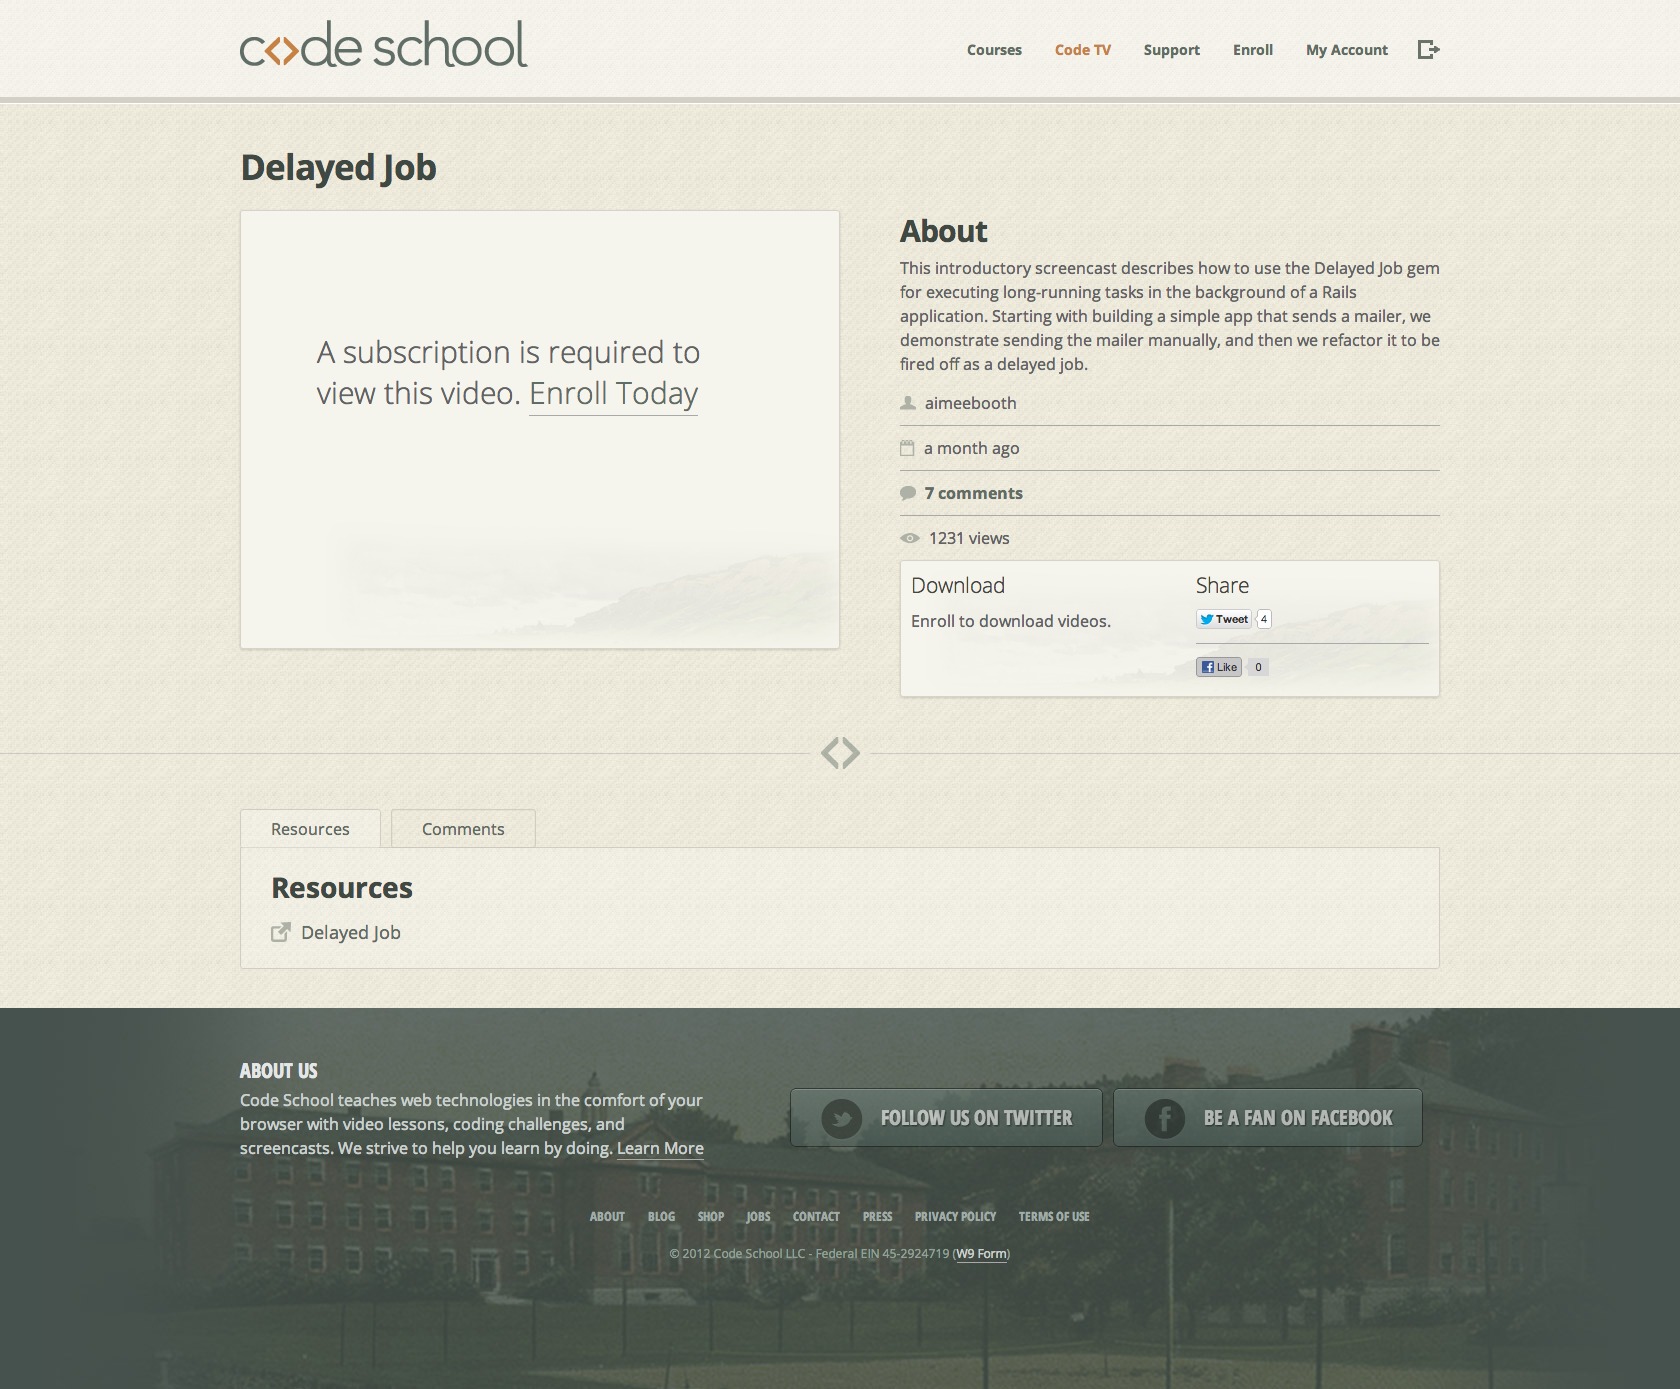 c<>de school
Courses
Code TV
Support
Enroll
My Account
Delayed Job
A subscription is required to
view this video. Enroll Today
About
This introductory screencast describes how to use the Delayed Job gem
for executing long-running tasks in the background of a Rails
application. Starting with building a simple app that sends a mailer, we
demonstrate sending the mailer manually, and then we refactor it to be
fired off as a delayed job.
aimeebooth
a month ago
7 comments
1231 views
Download
Enroll to download videos.
Share
Tweet 4
Like 0
Resources
Comments
Resources
Delayed Job
ABOUT US
Code School teaches web technologies in the comfort of your
browser with video lessons, coding challenges, and
screencasts. We strive to help you learn by doing. Learn More
FOLLOW US ON TWITTER
BE A FAN ON FACEBOOK
ABOUT BLOG SHOP JOBS CONTACT PRESS PRIVACY POLICY TERMS OF USE
© 2012 Code School LLC - Federal EIN 45-2924719 (W9 Form)